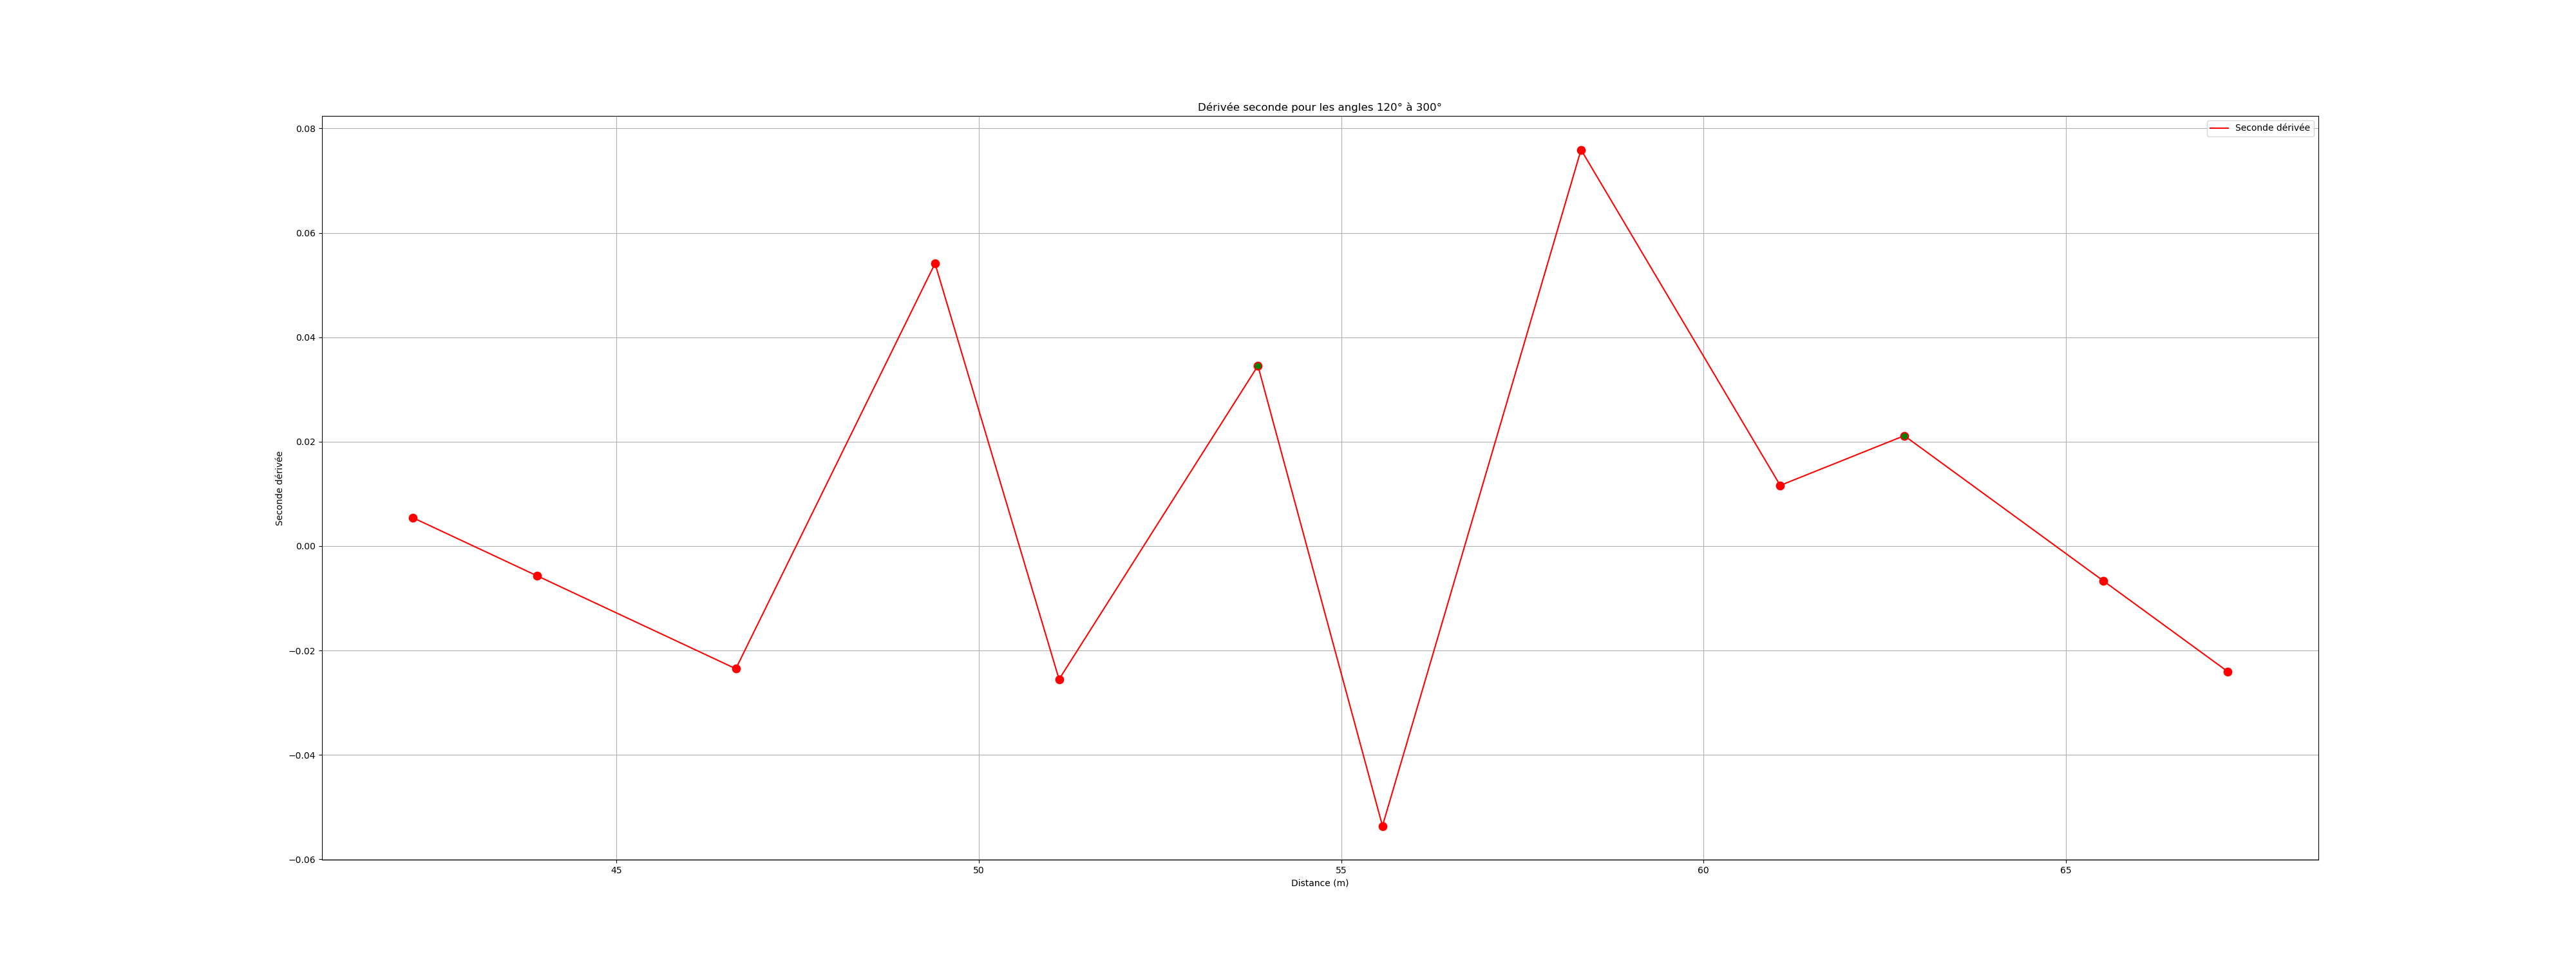 Dérivée seconde pour les angles 120° à 300°
Seconde dérivée
0.08
0.06
0.04
0.02
0.00
−0.02
−0.04
−0.06
Seconde dérivée
45 50 55 60 65
Distance (m)